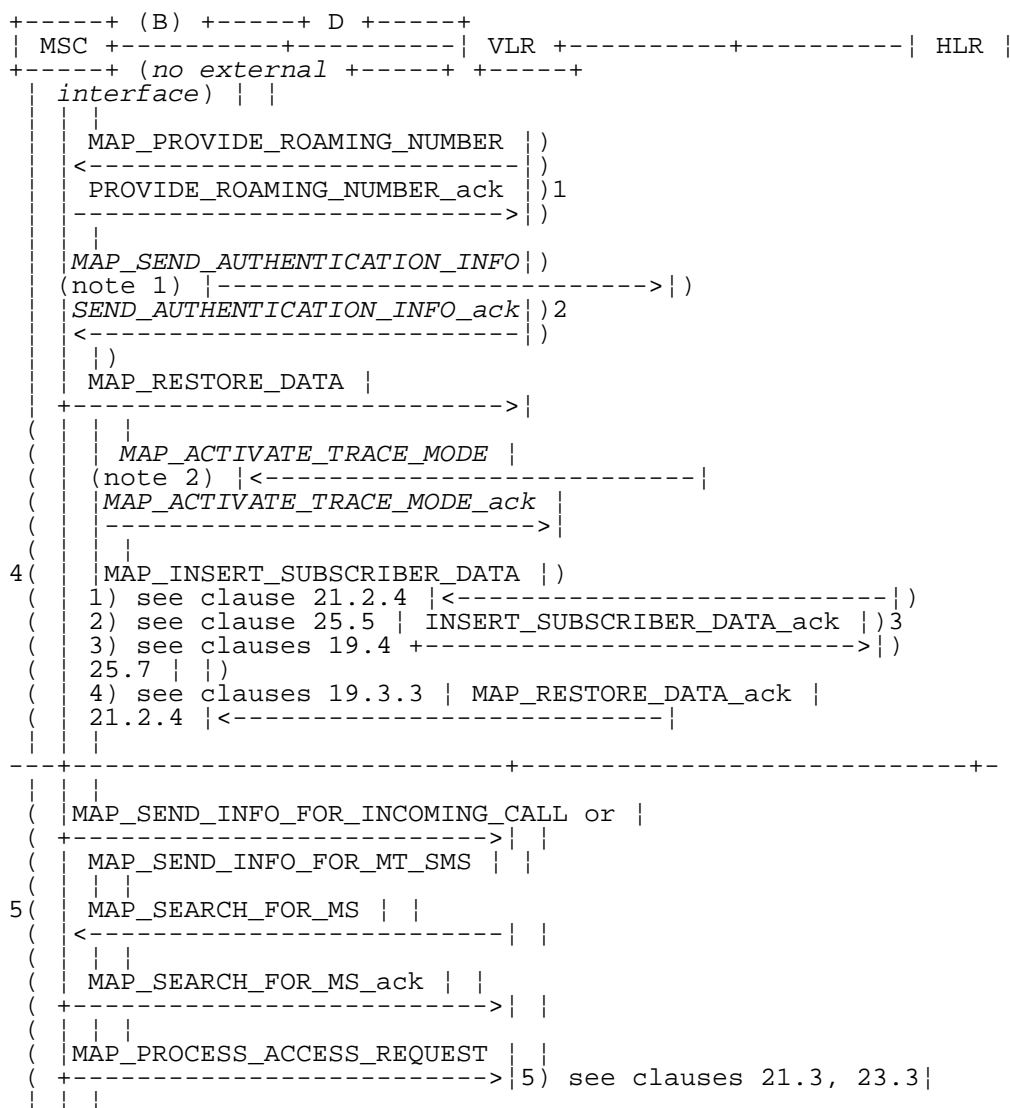 +-----+ (B) +-----+ D +-----+
¦ MSC +----------+----------¦ VLR +----------+----------¦ HLR ¦
+-----+ (no external +-----+ +-----+
¦ interface) ¦ ¦
¦ ¦ ¦
¦ ¦ MAP_PROVIDE_ROAMING_NUMBER ¦)
¦ ¦<---------------------------¦)
¦ ¦ PROVIDE_ROAMING_NUMBER_ack ¦)1
¦ ¦--------------------------->¦)
¦ ¦ ¦
¦ ¦MAP_SEND_AUTHENTICATION_INFO¦)
¦ (note 1) ¦--------------------------->¦)
¦ ¦SEND_AUTHENTICATION_INFO_ack¦)2
¦ ¦<---------------------------¦)
¦ ¦ ¦)
¦ ¦ MAP_RESTORE_DATA ¦
¦ +--------------------------->¦
( ¦ ¦ ¦
( ¦ ¦ MAP_ACTIVATE_TRACE_MODE ¦
( ¦ (note 2) ¦<---------------------------¦
( ¦ ¦MAP_ACTIVATE_TRACE_MODE_ack ¦
( ¦ ¦--------------------------->¦
( ¦ ¦ ¦
4( ¦ ¦MAP_INSERT_SUBSCRIBER_DATA ¦)
( ¦ 1) see clause 21.2.4 ¦<---------------------------¦)
( ¦ 2) see clause 25.5 ¦ INSERT_SUBSCRIBER_DATA_ack ¦)3
( ¦ 3) see clauses 19.4 +--------------------------->¦)
( ¦ 25.7 ¦ ¦)
( ¦ 4) see clauses 19.3.3 ¦ MAP_RESTORE_DATA_ack ¦
( ¦ 21.2.4 ¦<---------------------------¦
¦ ¦ ¦
---+---------------------------+----------------------------+-
¦ ¦ ¦
( ¦MAP_SEND_INFO_FOR_INCOMING_CALL or ¦
( +-------------------------->¦ ¦
( ¦ MAP_SEND_INFO_FOR_MT_SMS ¦ ¦
( ¦ ¦ ¦
5( ¦ MAP_SEARCH_FOR_MS ¦ ¦
( ¦<--------------------------¦ ¦
( ¦ ¦ ¦
( ¦ MAP_SEARCH_FOR_MS_ack ¦ ¦
( +-------------------------->¦ ¦
( ¦ ¦ ¦
( ¦MAP_PROCESS_ACCESS_REQUEST ¦ ¦
( +-------------------------->¦5) see clauses 21.3, 23.3¦
¦ ¦ ¦